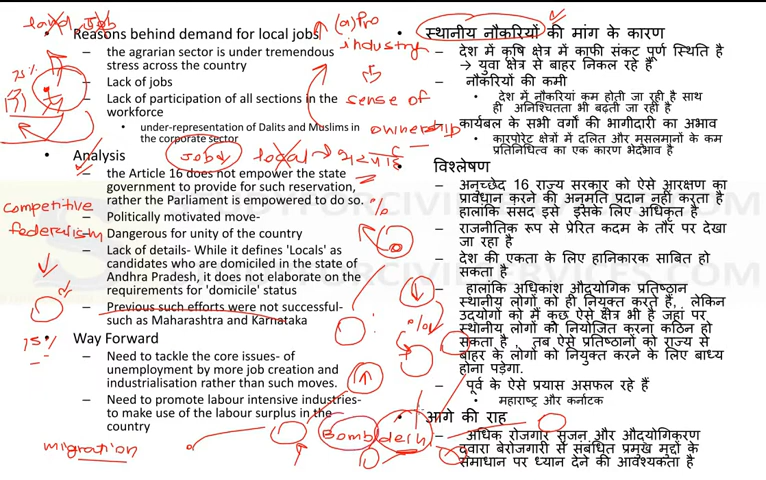 Reasons behind demand for local jobs
– the agrarian sector is under tremendous
stress across the country
– Lack of jobs
– Lack of participation of all sections in the
workforce
• under-representation of Dalits and Muslims in
the corporate sector
• Analysis
– the Article 16 does not empower the state
government to provide for such reservation,
rather the Parliament is empowered to do so.
– Politically motivated move-
– Dangerous for unity of the country
– Lack of details- While it defines 'Locals' as
candidates who are domiciled in the state of
Andhra Pradesh, it does not elaborate on the
requirements for 'domicile' status
– Previous such efforts were not successful-
such as Maharashtra and Karnataka
• Way Forward
– Need to tackle the core issues- of
unemployment by more job creation and
industrialisation rather than such moves.
– Need to promote labour intensive industries-
to make use of the labour surplus in the
country
• स्थानीय नौकरियों की मांग के कारण
– देश में कृषि क्षेत्र में काफी संकट पूर्ण स्थिति है
→ युवा क्षेत्र से बाहर निकल रहे हैं
– नौकरियों की कमी
• देश में नौकरियां कम होती जा रही है साथ
ही अनिश्चितता भी बढ़ती जा रही है
– कार्यबल के सभी वर्गों की भागीदारी का अभाव
• कारपोरेट क्षेत्रों में दलित और मुसलमानों के कम
प्रतिनिधित्व का एक कारण भेदभाव है
• विश्लेषण
– अनुच्छेद 16 राज्य सरकार को ऐसे आरक्षण का
प्रावधान करने की अनुमति प्रदान नहीं करता है
हालांकि संसद इसे इसके लिए अधिकृत है
– राजनीतिक रूप से प्रेरित कदम के तौर पर देखा
जा रहा है
– देश की एकता के लिए हानिकारक साबित हो
सकता है
– हालांकि अधिकांश औद्योगिक प्रतिष्ठान
स्थानीय लोगों को ही नियुक्त करते हैं, लेकिन
उद्योगों को में कुछ ऐसे क्षेत्र भी है जहां पर
स्थानीय लोगों को नियोजित करना कठिन हो
सकता है , तब ऐसे प्रतिष्ठानों को राज्य से
बाहर के लोगों को नियुक्त करने के लिए बाध्य
होना पड़ेगा.
– पूर्व के ऐसे प्रयास असफल रहे हैं
• महाराष्ट्र और कर्नाटक
• आगे की राह
– अधिक रोजगार सृजन और औद्योगिकरण
द्वारा बेरोजगारी से संबंधित प्रमुख मुद्दों के
समाधान पर ध्यान देने की आवश्यकता है
land Job
(a) Pro
industry
sense of
ownership
75%
Jobs
local
competitive
federalism
75%
migration
Bomb
delh